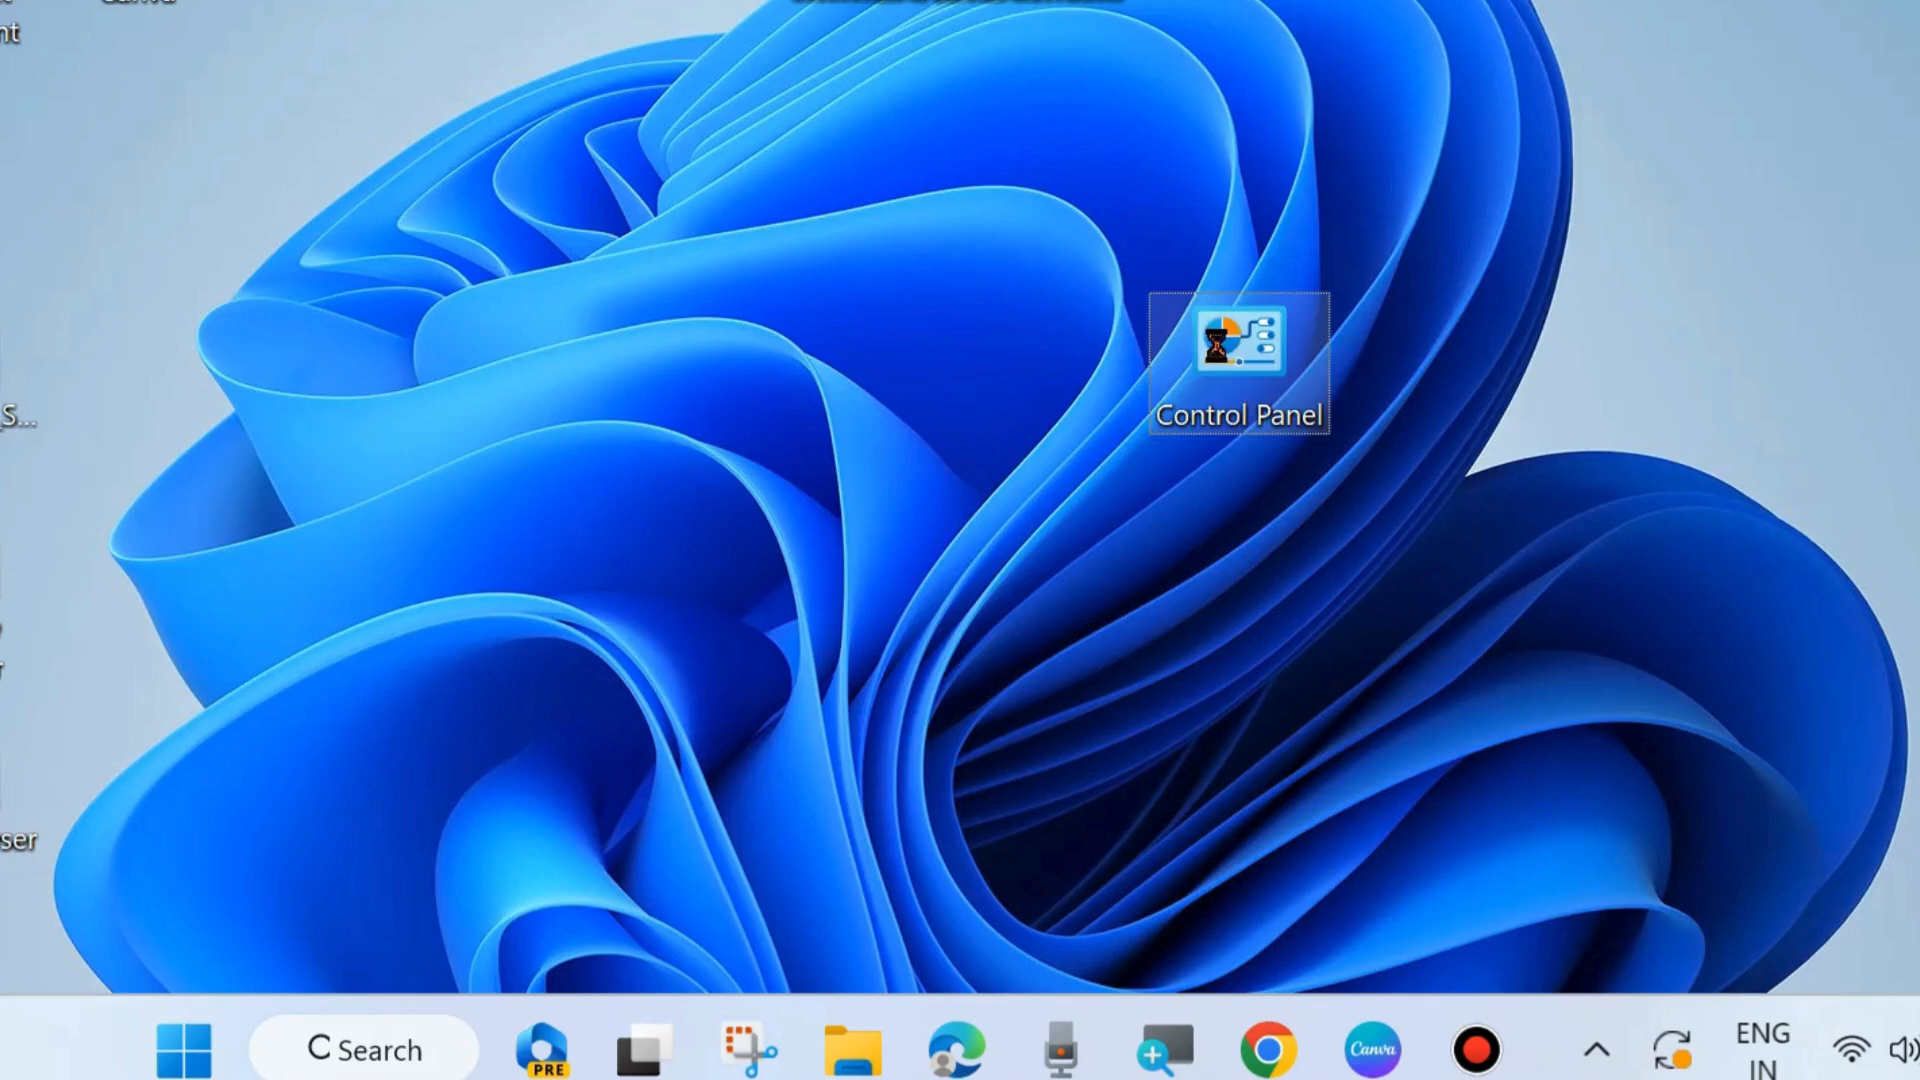 nt
S...
Control Panel
ser
Search
PRE
Canva
ENG
IN